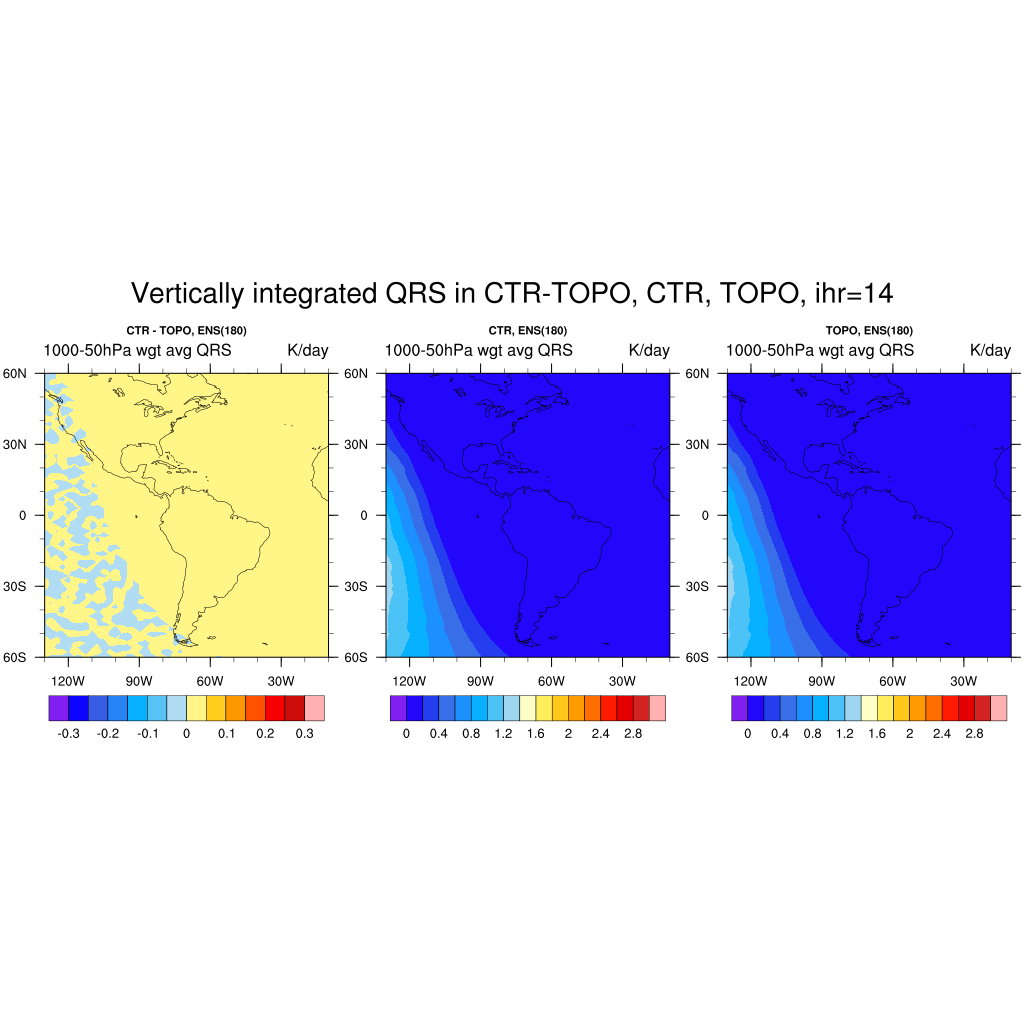 Vertically integrated QRS in CTR-TOPO, CTR, TOPO, ihr=14
CTR - TOPO, ENS(180)
1000-50hPa wgt avg QRS K/day
60N
30N
0
30S
60S
120W 90W 60W 30W
-0.3 -0.2 -0.1 0 0.1 0.2 0.3
CTR, ENS(180)
1000-50hPa wgt avg QRS K/day
60N
30N
0
30S
60S
120W 90W 60W 30W
0 0.4 0.8 1.2 1.6 2 2.4 2.8
TOPO, ENS(180)
1000-50hPa wgt avg QRS K/day
60N
30N
0
30S
60S
120W 90W 60W 30W
0 0.4 0.8 1.2 1.6 2 2.4 2.8